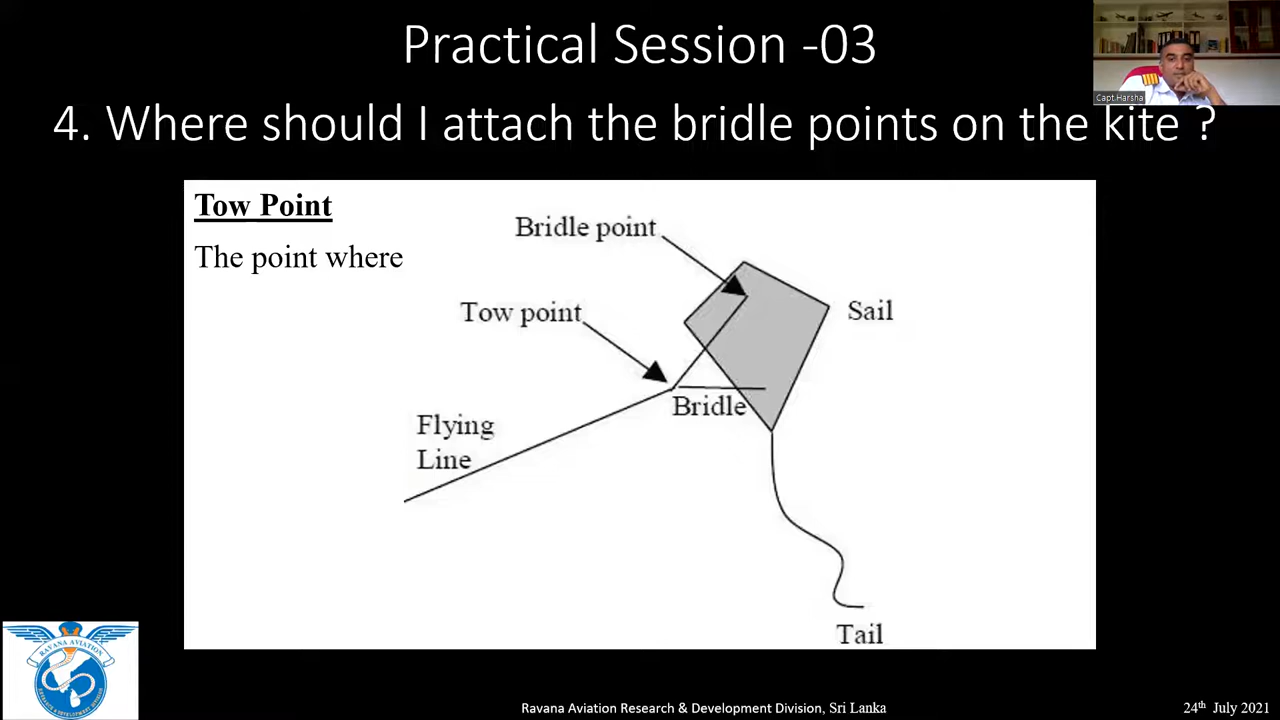 Practical Session -03
Capt.Harsha
4. Where should I attach the bridle points on the kite ?
Tow Point
The point where
Bridle point
Tow point
Sail
Bridle
Flying
Line
Tail
RAVANA AVIATION
Ravana Aviation Research & Development Division, Sri Lanka
24th July 2021